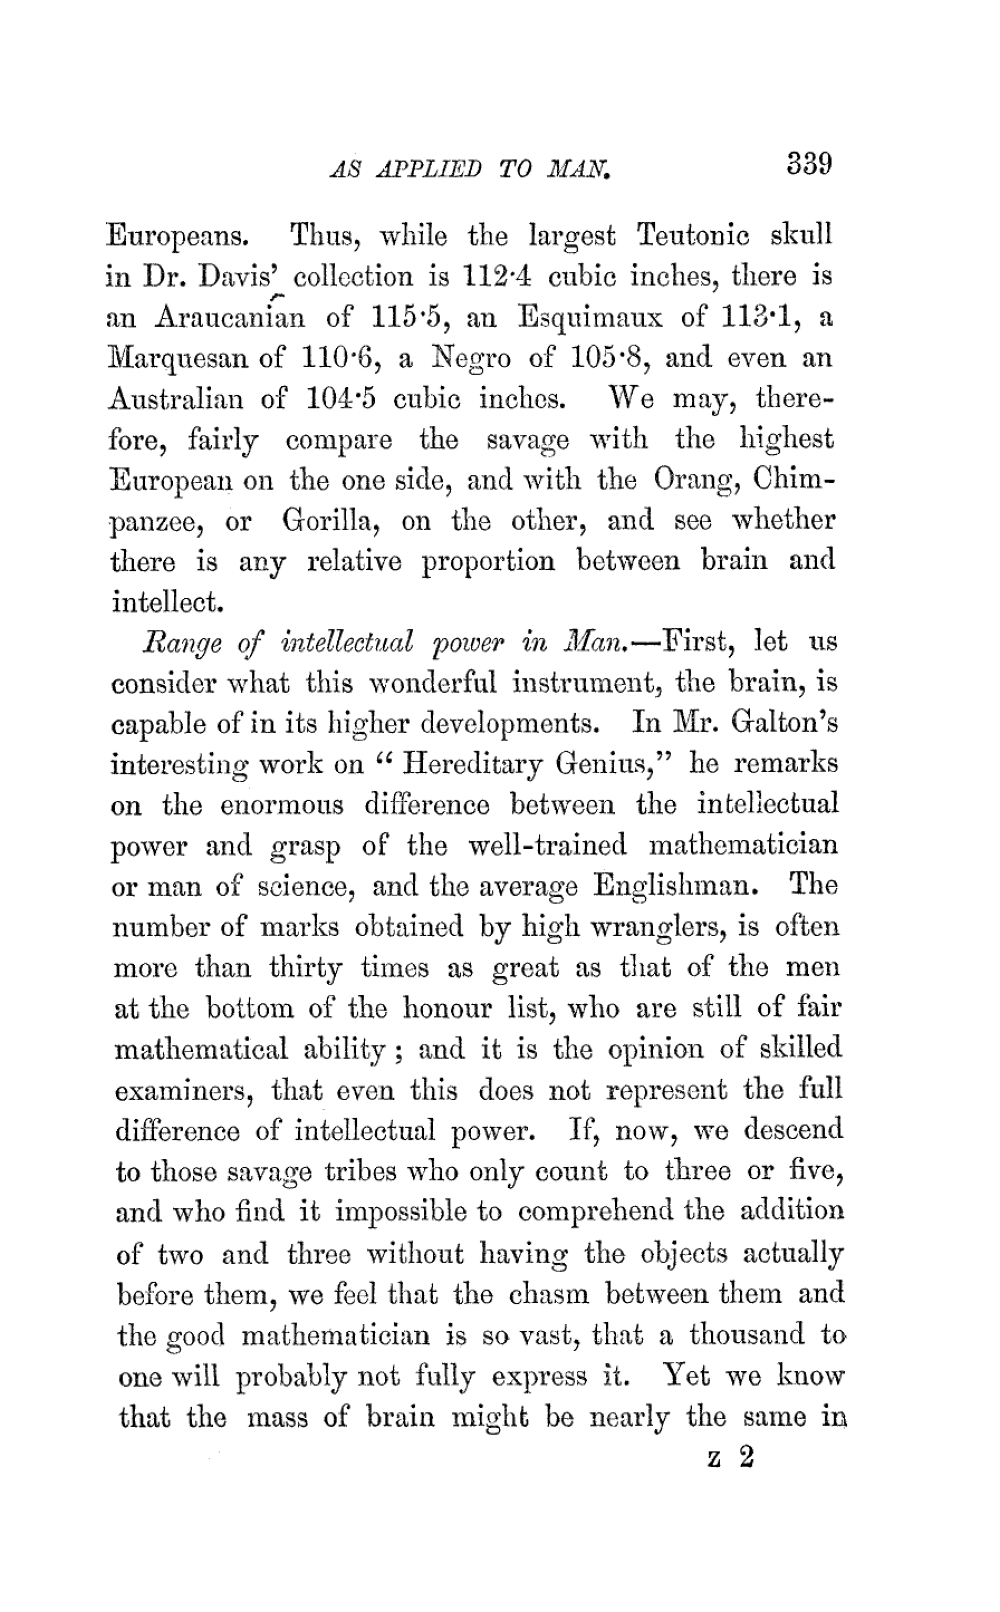 AS APPLIED TO MAN. 339
Europeans. Thus, while the largest Teutonic skull
in Dr. Davis' collection is 112·4 cubic inches, there is
an Araucanian of 115·5, an Esquimaux of 113·1, a
Marquesan of 110·6, a Negro of 105·8, and even an
Australian of 104·5 cubic inches. We may, there-
fore, fairly compare the savage with the highest
European on the one side, and with the Orang, Chim-
panzee, or Gorilla, on the other, and see whether
there is any relative proportion between brain and
intellect.
Range of intellectual power in Man.—First, let us
consider what this wonderful instrument, the brain, is
capable of in its higher developments. In Mr. Galton's
interesting work on “ Hereditary Genius,” he remarks
on the enormous difference between the intellectual
power and grasp of the well-trained mathematician
or man of science, and the average Englishman. The
number of marks obtained by high wranglers, is often
more than thirty times as great as that of the men
at the bottom of the honour list, who are still of fair
mathematical ability ; and it is the opinion of skilled
examiners, that even this does not represent the full
difference of intellectual power. If, now, we descend
to those savage tribes who only count to three or five,
and who find it impossible to comprehend the addition
of two and three without having the objects actually
before them, we feel that the chasm between them and
the good mathematician is so vast, that a thousand to
one will probably not fully express it. Yet we know
that the mass of brain might be nearly the same in
z 2